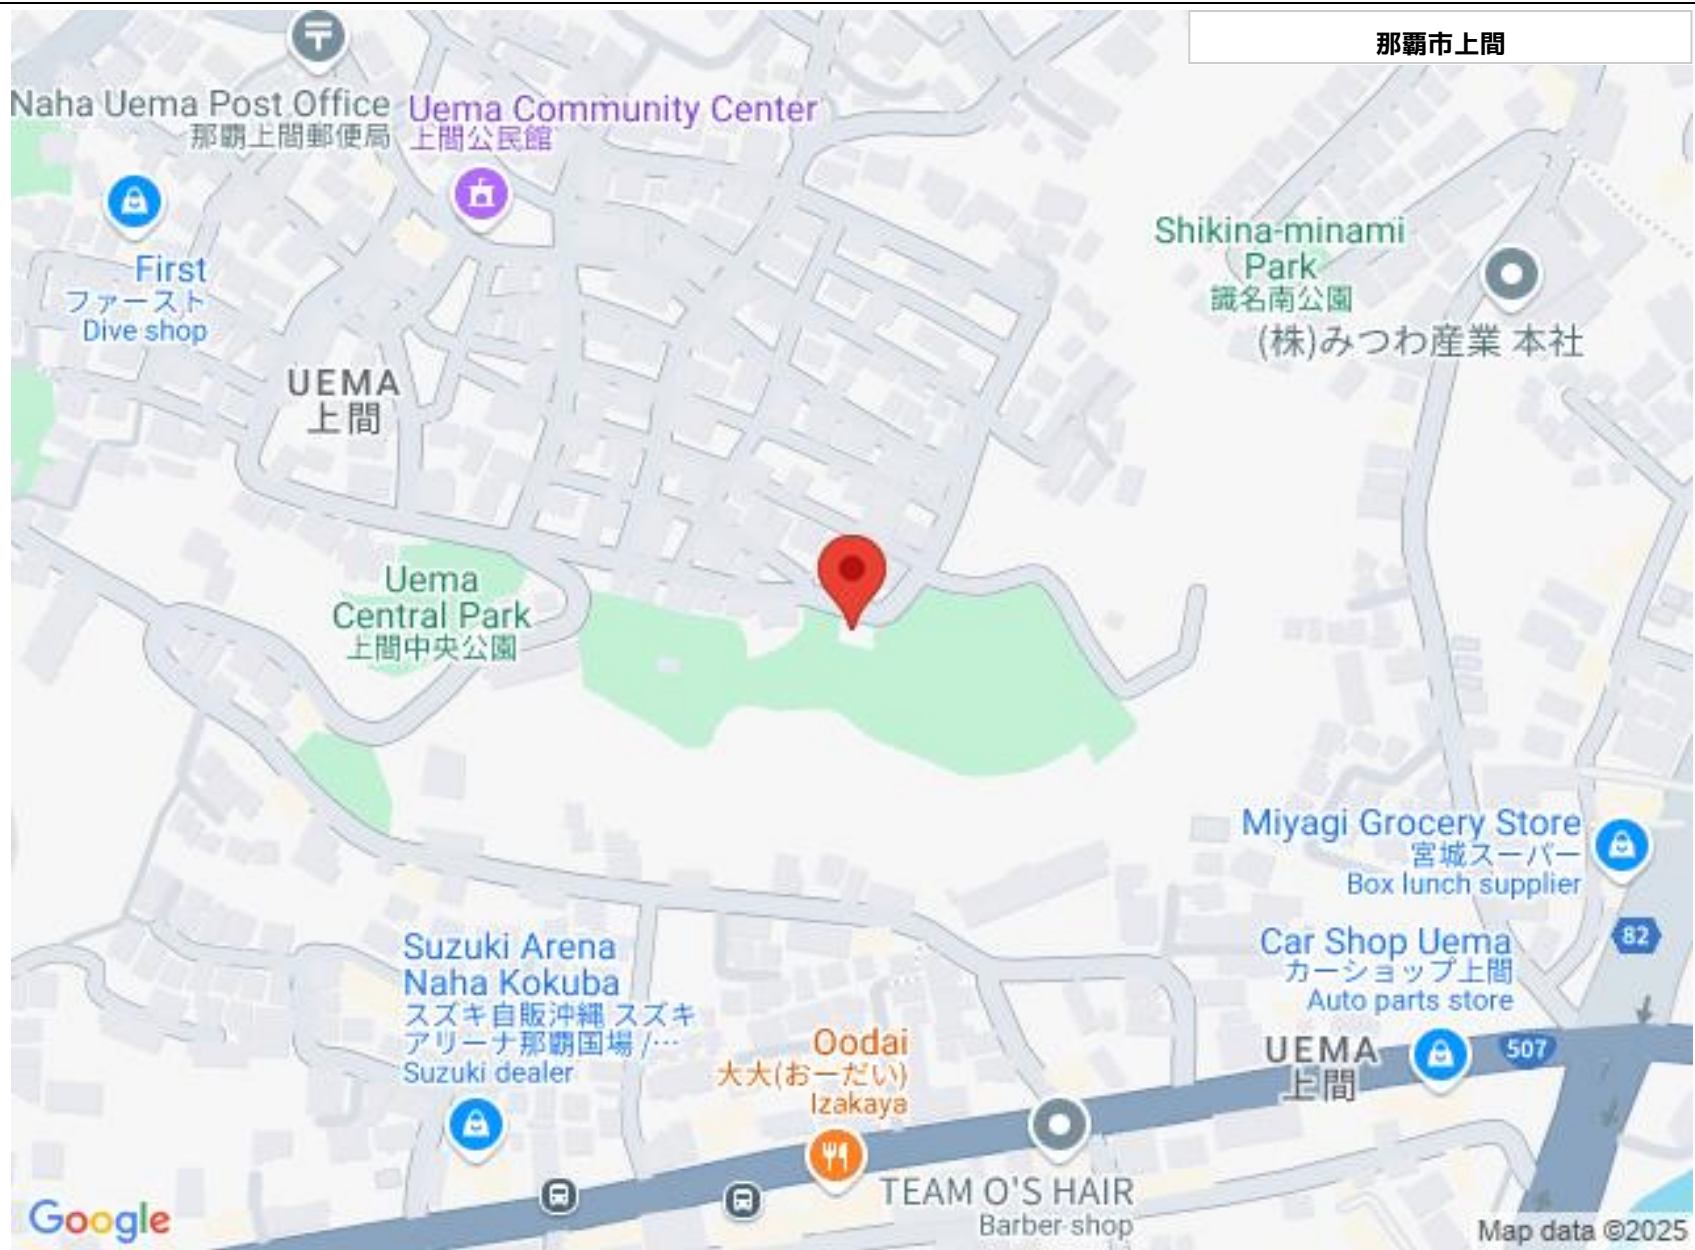 那覇市上間
〒
Naha Uema Post Office
那覇上間郵便局
Uema Community Center
上間公民館
First
ファースト
Dive shop
Shikina-minami
Park
識名南公園
(株)みつわ産業 本社
UEMA
上間
Uema
Central Park
上間中央公園
Miyagi Grocery Store
宮城スーパー
Box lunch supplier
82
Car Shop Uema
カーショップ上間
Auto parts store
Suzuki Arena
Naha Kokuba
スズキ自販沖縄 スズキ
アリーナ那覇国場 /…
Suzuki dealer
Oodai
大大(おーだい)
Izakaya
UEMA
上間
507
TEAM O'S HAIR
Barber shop
Google
Map data ©2025